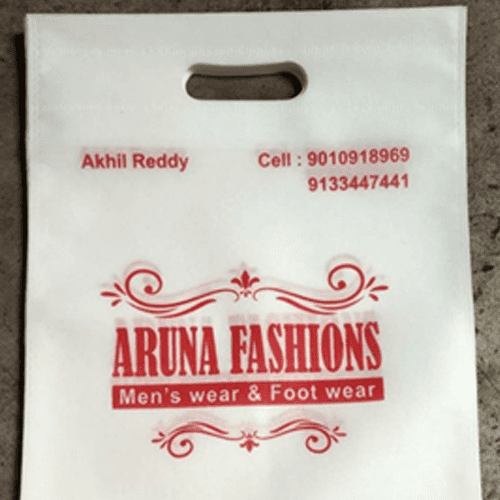 Akhil Reddy Cell : 9010918969
9133447441
ARUNA FASHIONS
Men's wear & Foot wear